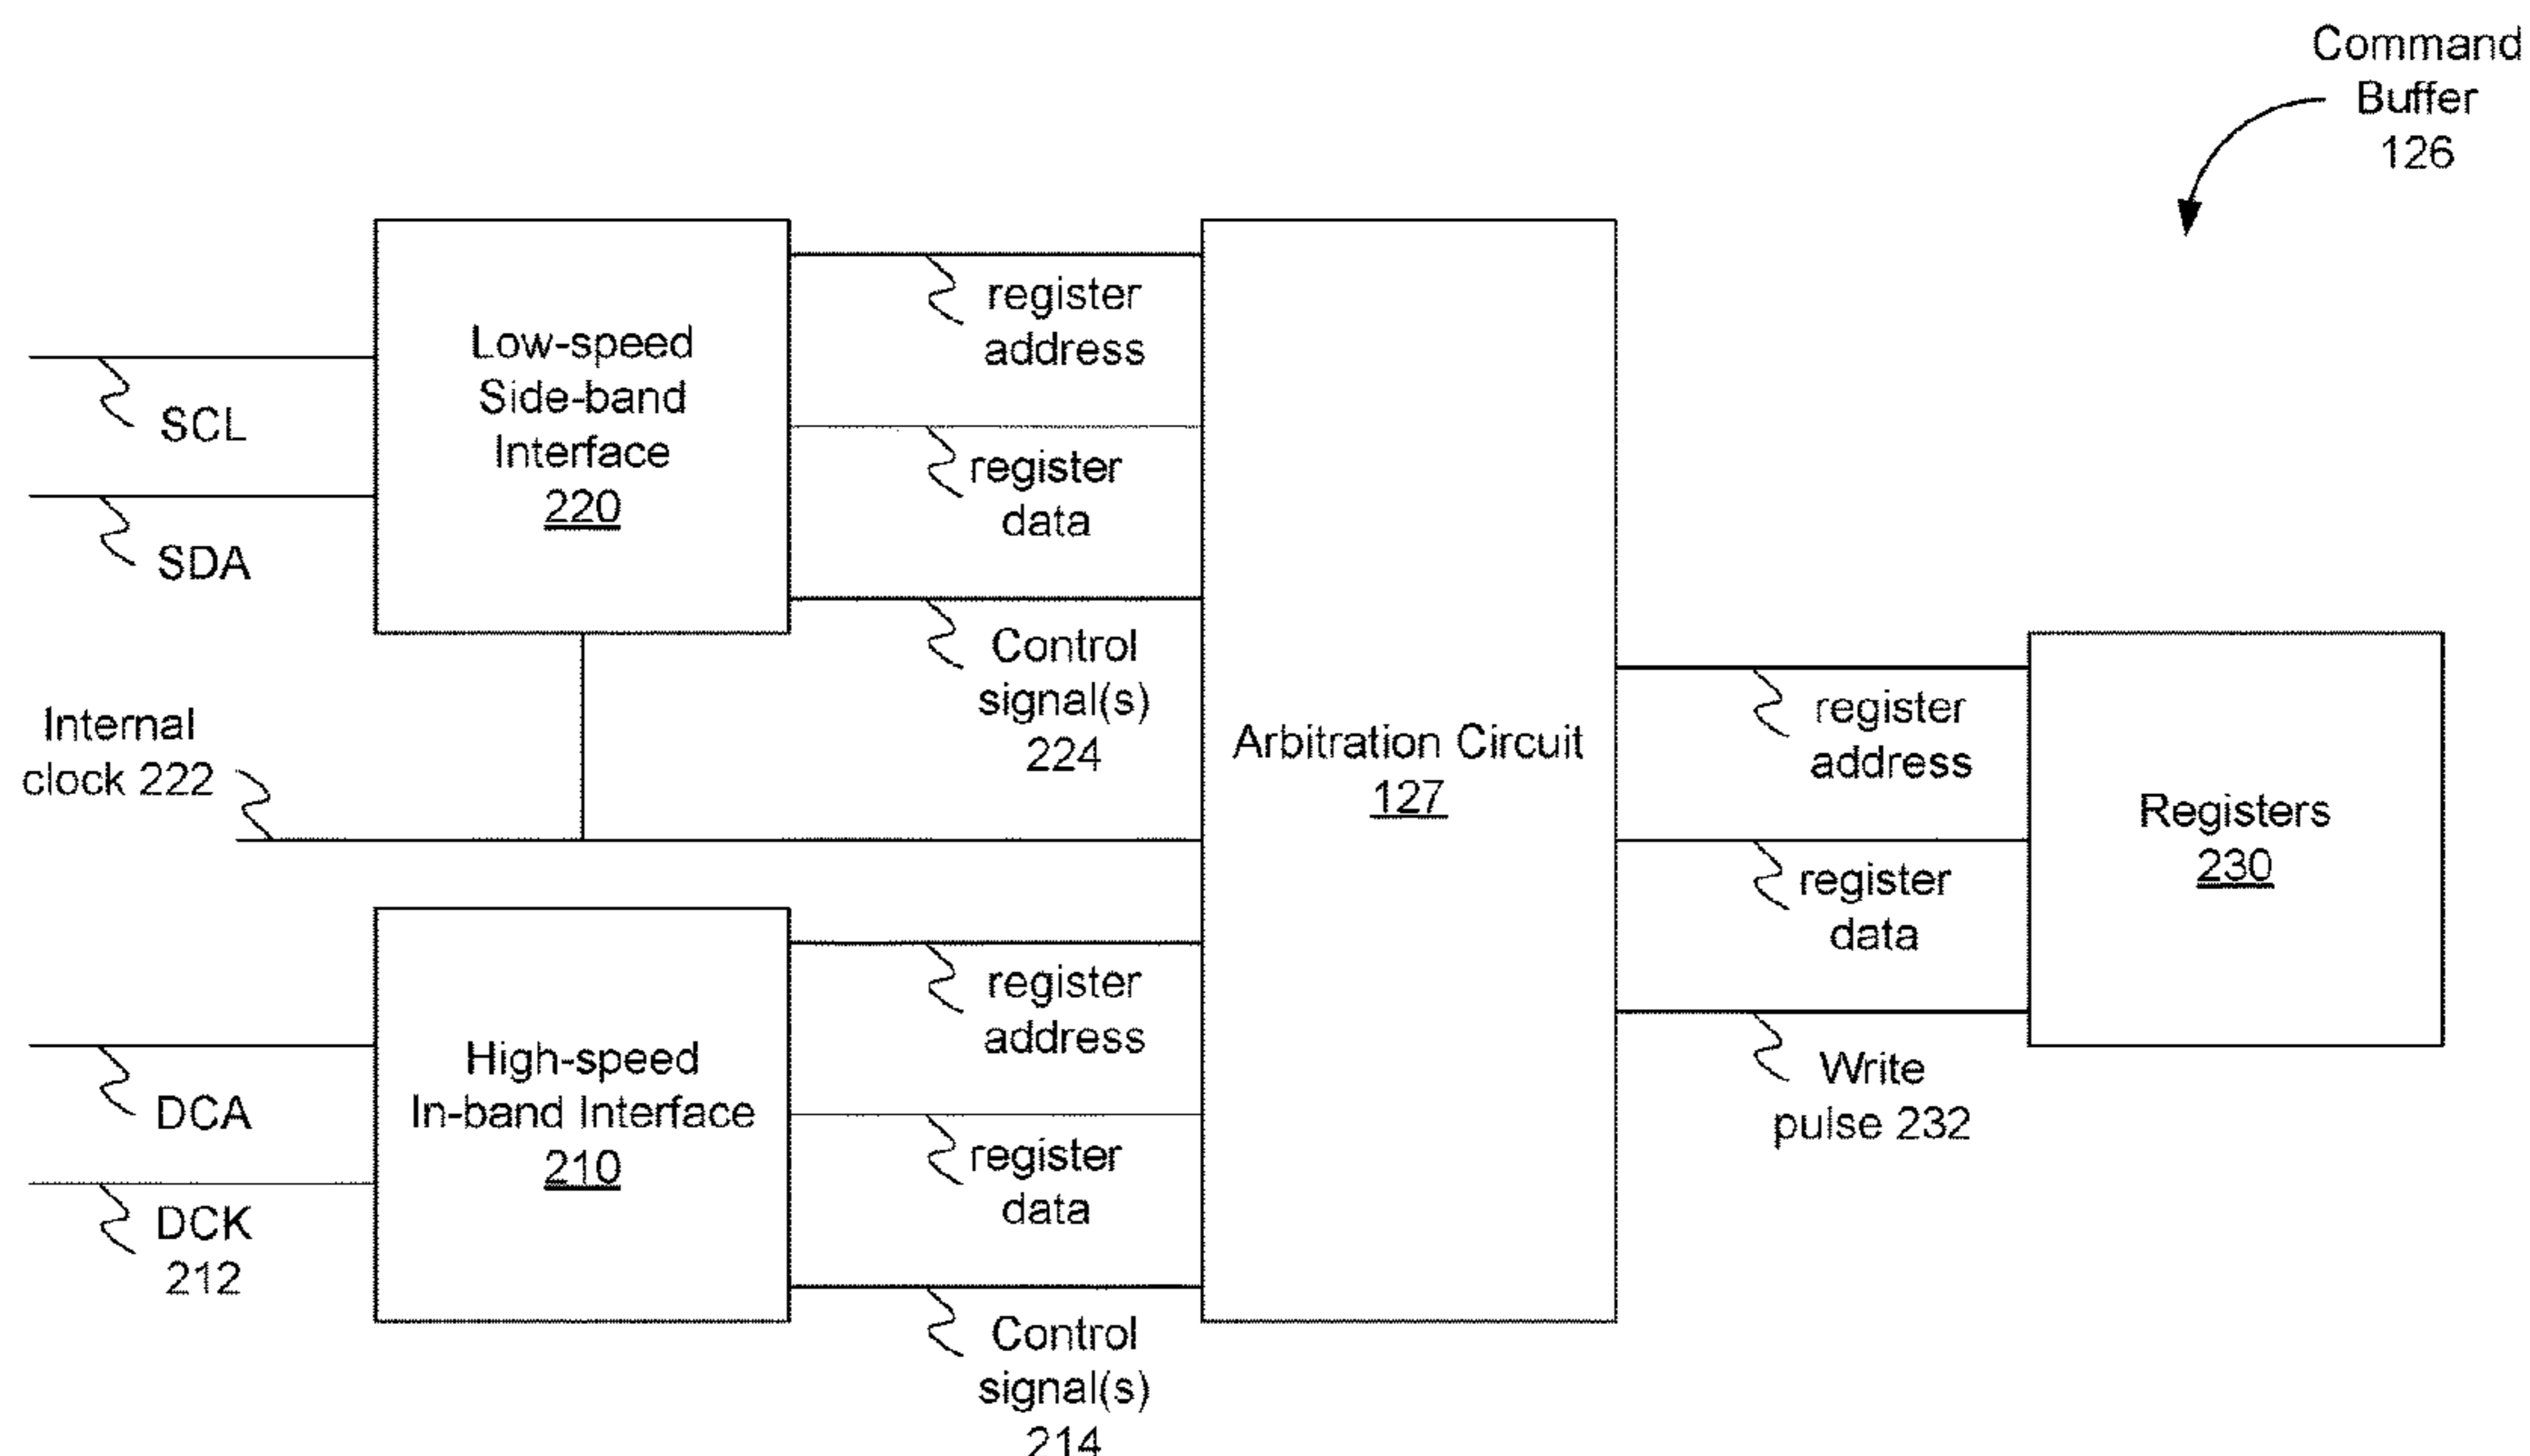 Command
Buffer
126
Low-speed
Side-band
Interface
220
SCL
SDA
register
address
register
data
Control
signal(s)
224
Internal
clock 222
Arbitration Circuit
127
register
address
register
data
Write
pulse 232
Registers
230
High-speed
In-band Interface
210
DCA
DCK
212
register
address
register
data
Control
signal(s)
214